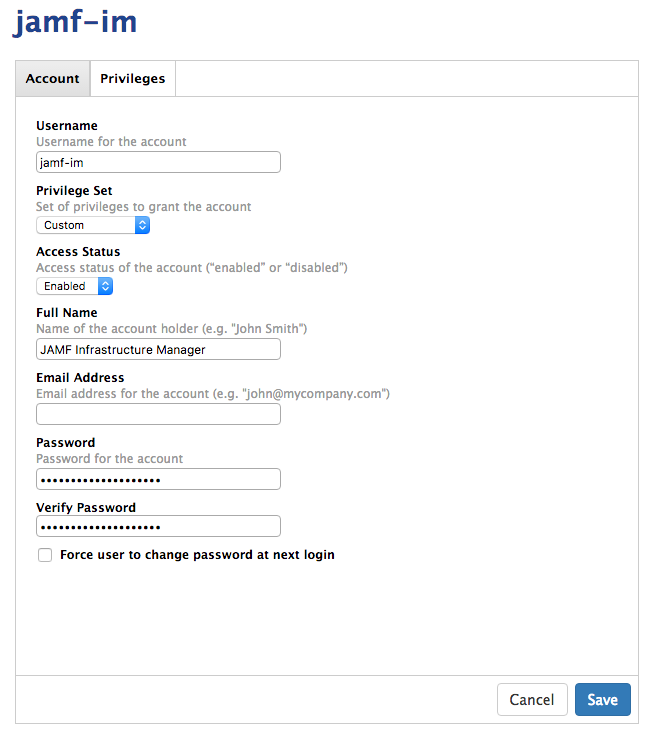 jamf-im
Account Privileges
Username
Username for the account
jamf-im
Privilege Set
Set of privileges to grant the account
Custom
Access Status
Access status of the account (“enabled” or “disabled”)
Enabled
Full Name
Name of the account holder (e.g. "John Smith")
JAMF Infrastructure Manager
Email Address
Email address for the account (e.g. "john@mycompany.com")
Password
Password for the account
••••••••••••••••••••
Verify Password
••••••••••••••••••••
Force user to change password at next login
Cancel Save